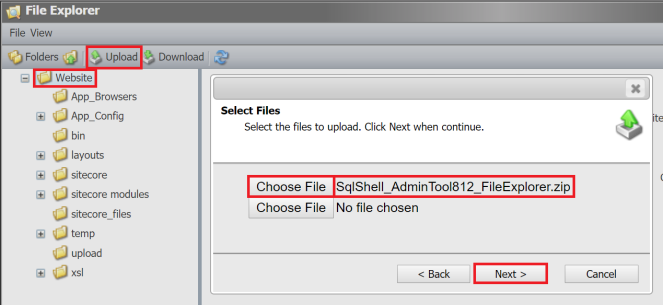 File Explorer
File View
Folders Upload Download
Website
App_Browsers
App_Config
bin
layouts
sitecore
sitecore modules
sitecore_files
temp
upload
xsl
Select Files
Select the files to upload. Click Next when continue.
Choose File SqlShell_AdminTool812_FileExplorer.zip
Choose File No file chosen
< Back Next > Cancel